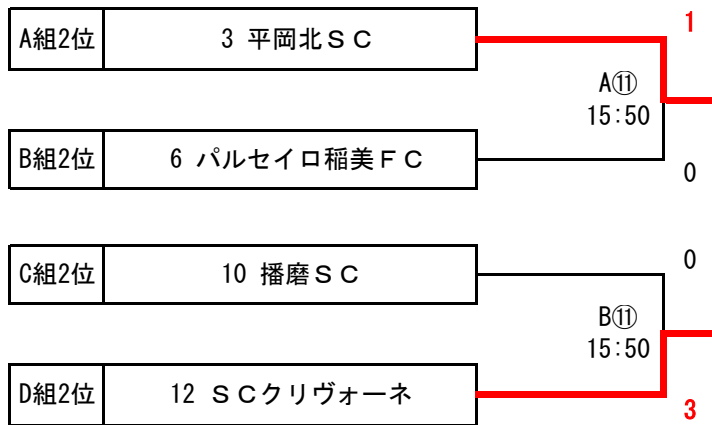 A組2位 3 平岡北ＳＣ 1
A⑪
15:50
B組2位 6 パルセイロ稲美ＦＣ 0
C組2位 10 播磨ＳＣ 0
B⑪
15:50
D組2位 12 ＳＣクリヴォーネ 3